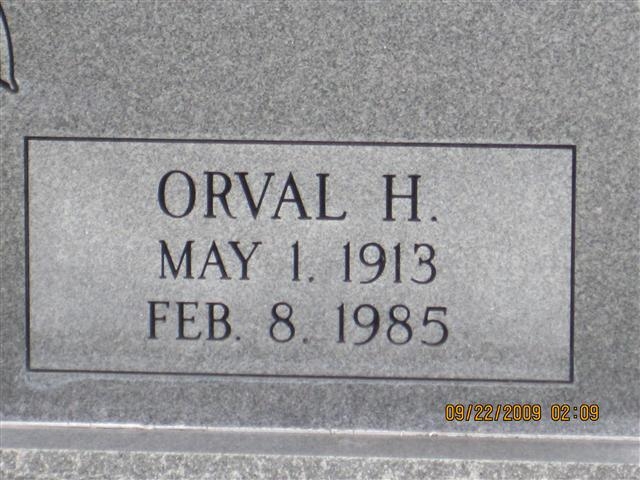 ORVAL H.
MAY 1, 1913
FEB. 8, 1985
09/22/2009 02:09